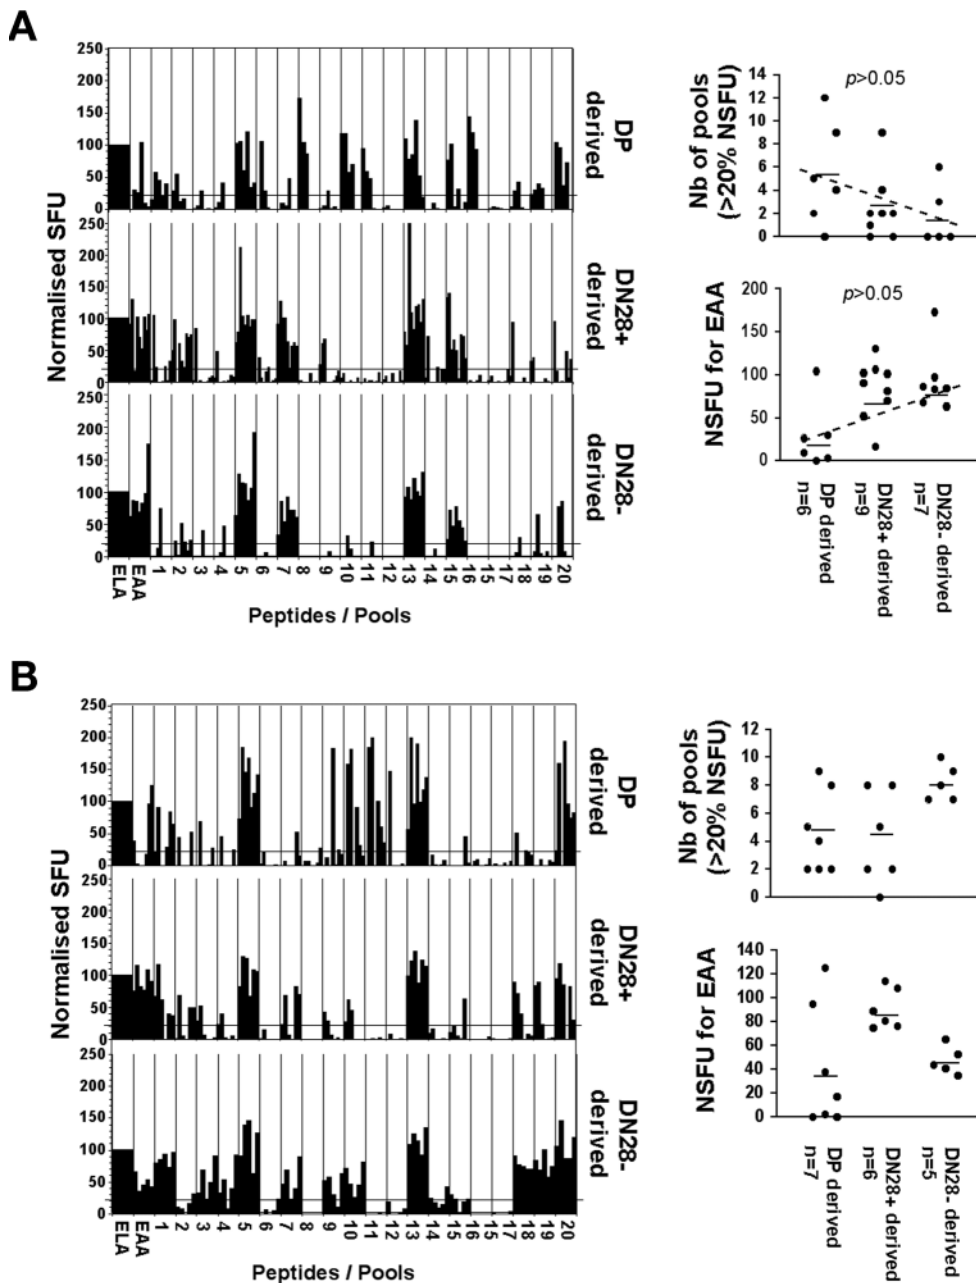 A
250
200
150
100
50
0
DP
derived
250
200
150
100
50
0
DN28+
derived
250
200
150
100
50
0
DN28-
derived
Normalised SFU
ELA
EAA
1
2
3
4
5
6
7
8
9
10
11
12
13
14
15
16
17
18
19
20
Peptides / Pools
Nb of pools
(>20% NSFU)
14
12
10
8
6
4
2
0
p>0.05
NSFU for EAA
200
150
100
50
0
p>0.05
DP derived
n=6
DN28+ derived
n=9
DN28- derived
n=7
B
250
200
150
100
50
0
DP
derived
250
200
150
100
50
0
DN28+
derived
250
200
150
100
50
0
DN28-
derived
Normalised SFU
ELA
EAA
1
2
3
4
5
6
7
8
9
10
11
12
13
14
15
16
17
18
19
20
Peptides / Pools
Nb of pools
(>20% NSFU)
12
10
8
6
4
2
0
NSFU for EAA
140
120
100
80
60
40
20
0
DP derived
n=7
DN28+ derived
n=6
DN28- derived
n=5